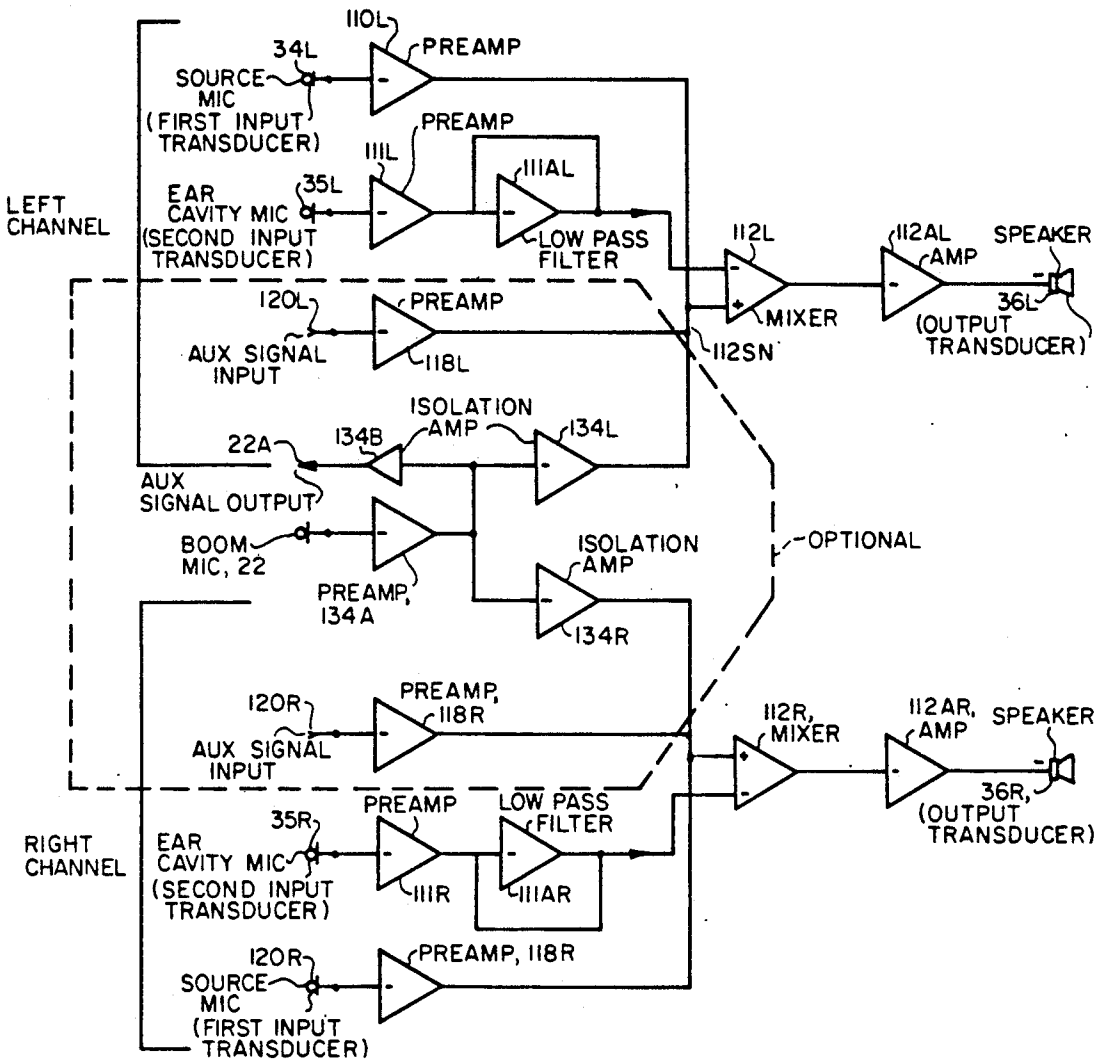 110L
PREAMP
34L
SOURCE
MIC
(FIRST INPUT
TRANSDUCER)
PREAMP
111L
111AL
35L
EAR
CAVITY MIC
(SECOND INPUT
TRANSDUCER)
LOW PASS
FILTER
LEFT
CHANNEL
112L
MIXER
112AL
AMP
SPEAKER
36L
(OUTPUT
TRANSDUCER)
120L
PREAMP
AUX SIGNAL
INPUT
118L
112SN
ISOLATION
AMP
134B
134L
22A
AUX
SIGNAL OUTPUT
BOOM
MIC, 22
PREAMP,
134A
ISOLATION
AMP
134R
OPTIONAL
120R
PREAMP,
118R
AUX SIGNAL
INPUT
112R,
MIXER
112AR,
AMP
SPEAKER
36R,
(OUTPUT
TRANSDUCER)
RIGHT
CHANNEL
35R
EAR
CAVITY MIC
(SECOND INPUT
TRANSDUCER)
PREAMP
111R
LOW PASS
FILTER
111AR
120R
SOURCE
MIC
(FIRST INPUT
TRANSDUCER)
PREAMP, 118R